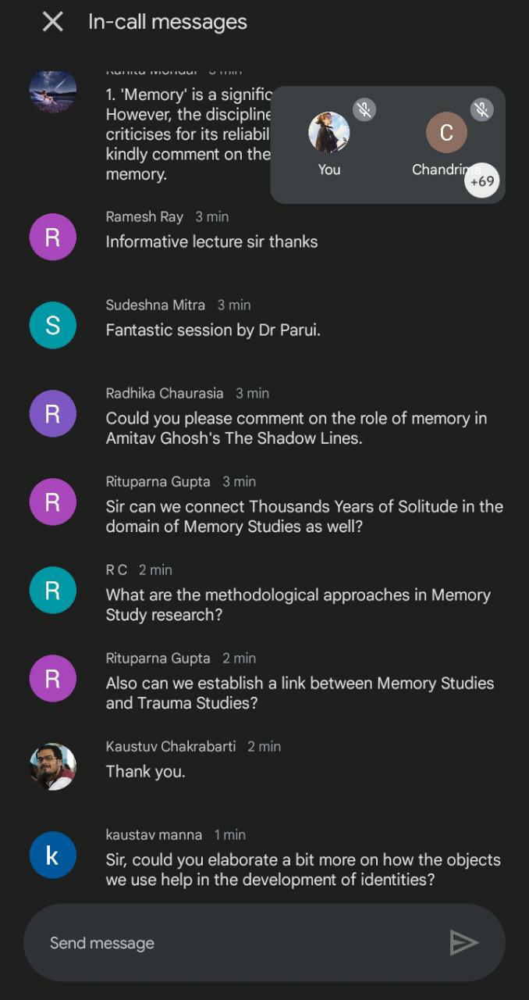 In-call messages
1. 'Memory' is a signific
However, the discipline
criticises for its reliabil
kindly comment on the
memory.
You
C
Chandrima
+69
R
Ramesh Ray 3 min
Informative lecture sir thanks
S
Sudeshna Mitra 3 min
Fantastic session by Dr Parui.
R
Radhika Chaurasia 3 min
Could you please comment on the role of memory in
Amitav Ghosh's The Shadow Lines.
R
Rituparna Gupta 3 min
Sir can we connect Thousands Years of Solitude in the
domain of Memory Studies as well?
R
R C 2 min
What are the methodological approaches in Memory
Study research?
R
Rituparna Gupta 2 min
Also can we establish a link between Memory Studies
and Trauma Studies?
Kaustuv Chakrabarti 2 min
Thank you.
k
kaustav manna 1 min
Sir, could you elaborate a bit more on how the objects
we use help in the development of identities?
Send message